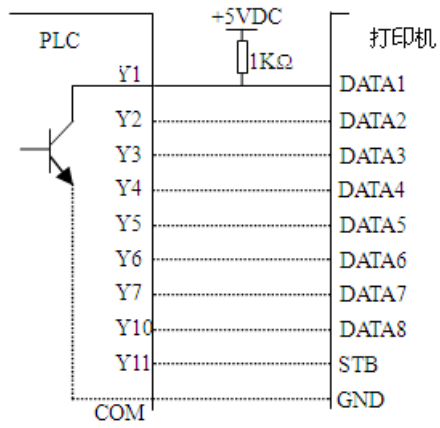 +5VDC
PLC
打印机
1KΩ
Y1
DATA1
Y2
DATA2
Y3
DATA3
Y4
DATA4
Y5
DATA5
Y6
DATA6
Y7
DATA7
Y10
DATA8
Y11
STB
GND
COM